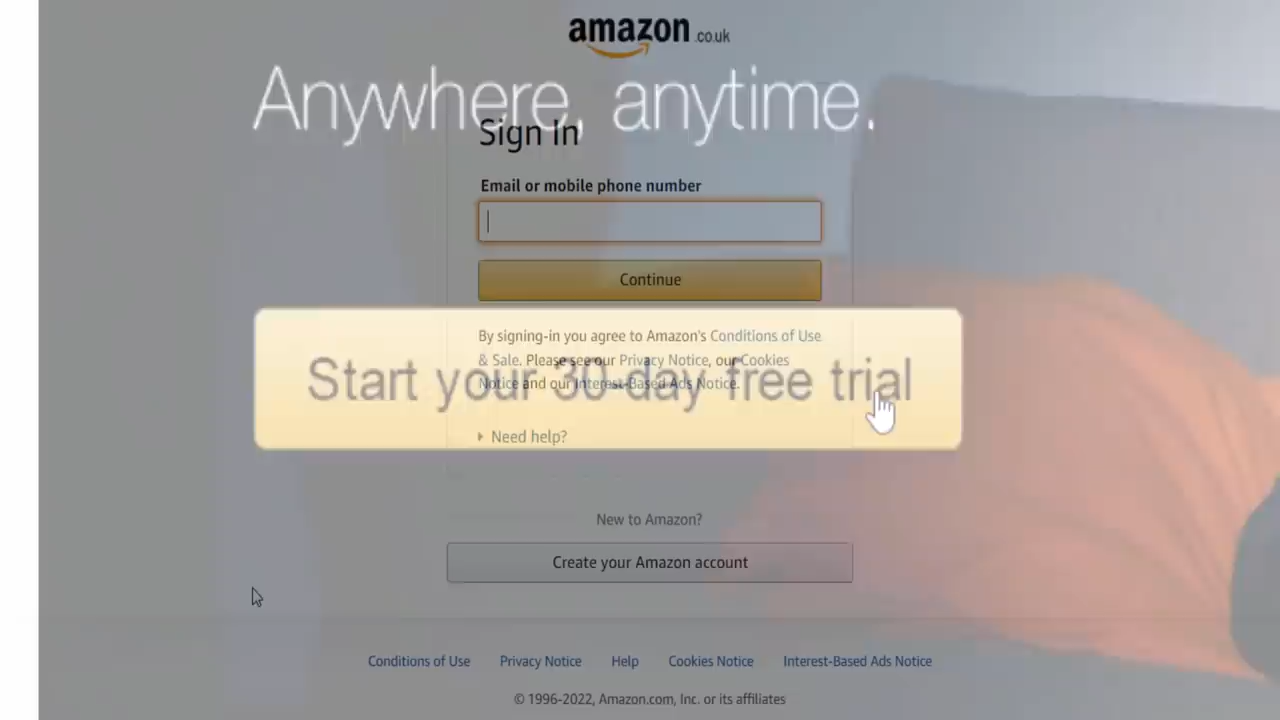 amazon.co.uk
Anywhere, anytime.
Sign In
Email or mobile phone number
Continue
By signing-in you agree to Amazon's Conditions of Use
& Sale. Please see our Privacy Notice, our Cookies
Notice and our Interest-Based Ads Notice.
Start your 30-day free trial
Need help?
New to Amazon?
Create your Amazon account
Conditions of Use Privacy Notice Help Cookies Notice Interest-Based Ads Notice
© 1996-2022, Amazon.com, Inc. or its affiliates